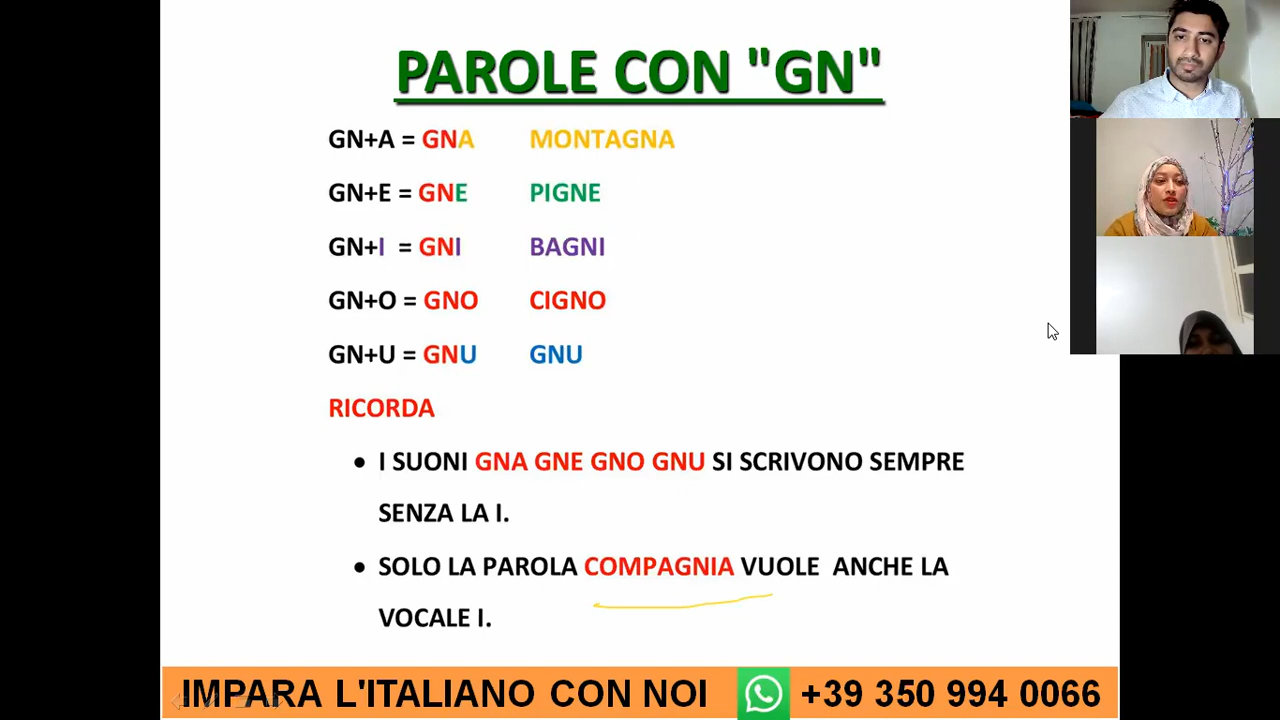 PAROLE CON "GN"
GN+A = GNA MONTAGNA
GN+E = GNE PIGNE
GN+I = GNI BAGNI
GN+O = GNO CIGNO
GN+U = GNU GNU
RICORDA
• I SUONI GNA GNE GNO GNU SI SCRIVONO SEMPRE
SENZA LA I.
• SOLO LA PAROLA COMPAGNIA VUOLE ANCHE LA
VOCALE I.
IMPARA L'ITALIANO CON NOI +39 350 994 0066